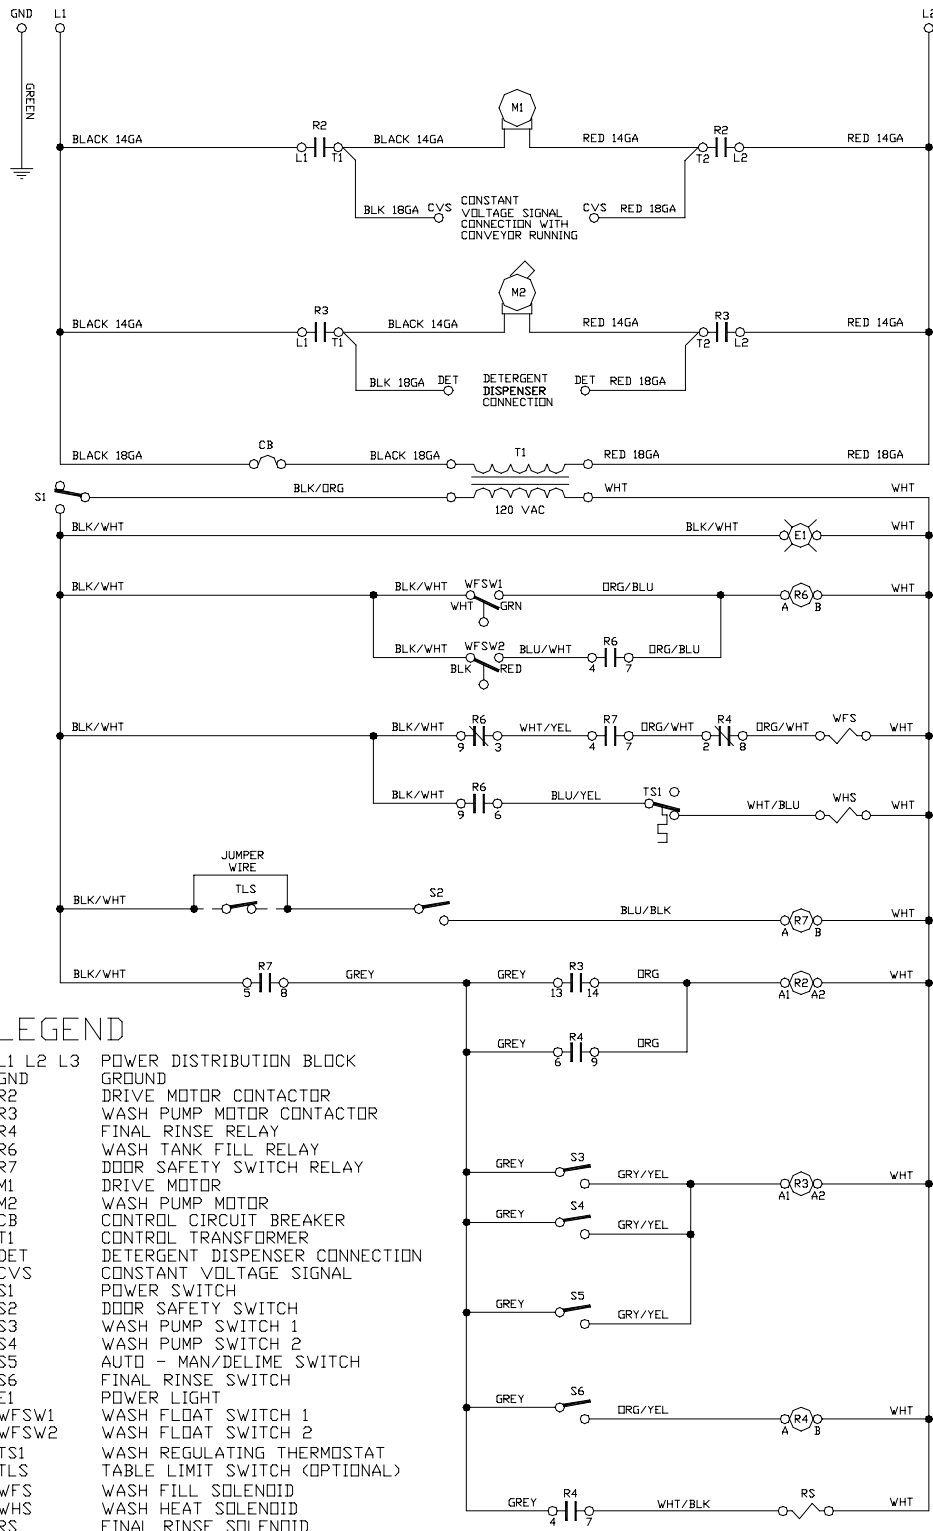 GND L1 L2
GREEN
M1
R2 R2
BLACK 14GA BLACK 14GA RED 14GA RED 14GA
L1 T1 T2 L2
BLK 18GA CVS CONSTANT CVS RED 18GA
VOLTAGE SIGNAL
CONNECTION WITH
CONVEYOR RUNNING
M2
R3 R3
BLACK 14GA BLACK 14GA RED 14GA RED 14GA
L1 T1 T2 L2
BLK 18GA DET DETERGENT DET RED 18GA
DISPENSER
CONNECTION
CB T1
BLACK 18GA BLACK 18GA RED 18GA RED 18GA
S1 BLK/ORG WHT WHT
120 VAC
BLK/WHT BLK/WHT E1 WHT
BLK/WHT BLK/WHT WFSW1 ORG/BLU R6 WHT
WHT GRN A B
BLK/WHT WFSW2 BLU/WHT R6 ORG/BLU
BLK RED 4 7
BLK/WHT BLK/WHT R6 WHT/YEL R7 ORG/WHT R4 ORG/WHT WFS WHT
9 3 4 7 2 8
BLK/WHT R6 BLU/YEL TS1 WHT/BLU WHS WHT
9 6
JUMPER
WIRE
BLK/WHT TLS S2 BLU/BLK R7 WHT
A B
BLK/WHT R7 GREY GREY R3 ORG R2 WHT
5 8 13 14 A1 A2
GREY R4 ORG
6 9
GREY S3 GRY/YEL R3 WHT
A1 A2
GREY S4 GRY/YEL
GREY S5 GRY/YEL
GREY S6 ORG/YEL R4 WHT
A B
GREY R4 WHT/BLK RS WHT
4 7
LEGEND
L1 L2 L3 POWER DISTRIBUTION BLOCK
GND GROUND
R2 DRIVE MOTOR CONTACTOR
R3 WASH PUMP MOTOR CONTACTOR
R4 FINAL RINSE RELAY
R6 WASH TANK FILL RELAY
R7 DOOR SAFETY SWITCH RELAY
M1 DRIVE MOTOR
M2 WASH PUMP MOTOR
CB CONTROL CIRCUIT BREAKER
T1 CONTROL TRANSFORMER
DET DETERGENT DISPENSER CONNECTION
CVS CONSTANT VOLTAGE SIGNAL
S1 POWER SWITCH
S2 DOOR SAFETY SWITCH
S3 WASH PUMP SWITCH 1
S4 WASH PUMP SWITCH 2
S5 AUTO - MAN/DELIME SWITCH
S6 FINAL RINSE SWITCH
E1 POWER LIGHT
WFSW1 WASH FLOAT SWITCH 1
WFSW2 WASH FLOAT SWITCH 2
TS1 WASH REGULATING THERMOSTAT
TLS TABLE LIMIT SWITCH (OPTIONAL)
WFS WASH FILL SOLENOID
WHS WASH HEAT SOLENOID
RS FINAL RINSE SOLENOID